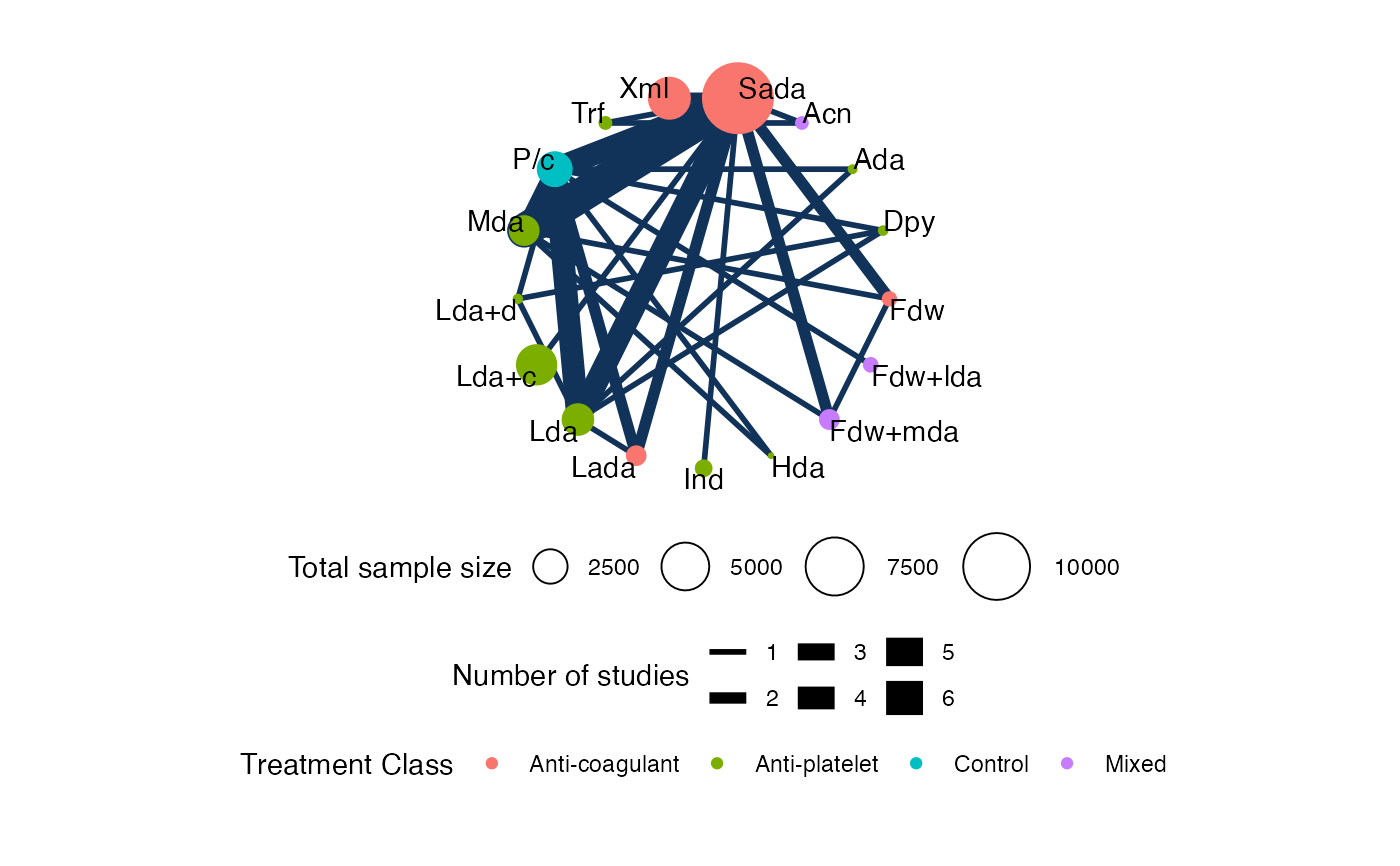 Xml
Sada
Trf
Acn
P/c
Ada
Mda
Dpy
Lda+d
Fdw
Lda+c
Fdw+lda
Lda
Fdw+mda
Lada
Ind
Hda
Total sample size 2500 5000 7500 10000
Number of studies
1 3 5
2 4 6
Treatment Class Anti-coagulant Anti-platelet Control Mixed